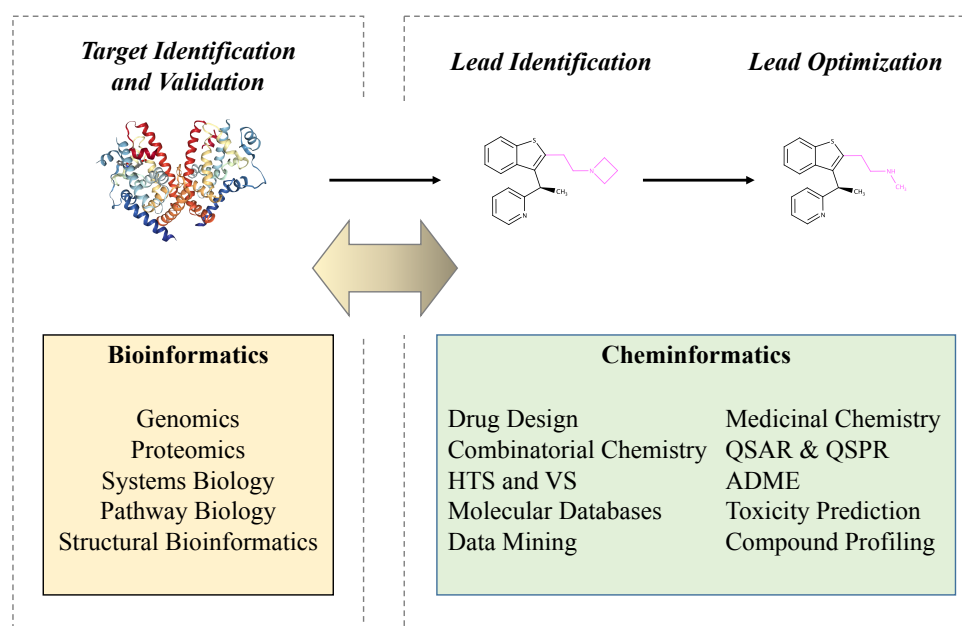 Target Identification
and Validation
Lead Identification
Lead Optimization
S
N
CH₃
N
S
NH
CH₃
CH₃
N
Bioinformatics
Genomics
Proteomics
Systems Biology
Pathway Biology
Structural Bioinformatics
Cheminformatics
Drug Design
Combinatorial Chemistry
HTS and VS
Molecular Databases
Data Mining
Medicinal Chemistry
QSAR & QSPR
ADME
Toxicity Prediction
Compound Profiling